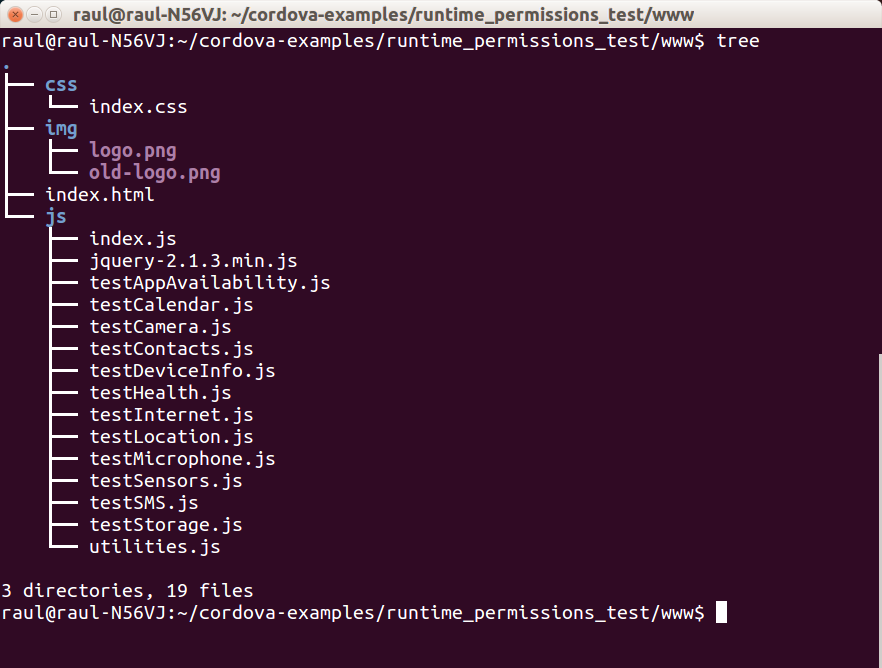 raul@raul-N56VJ: ~/cordova-examples/runtime_permissions_test/www
raul@raul-N56VJ:~/cordova-examples/runtime_permissions_test/www$ tree
.
├── css
│   └── index.css
├── img
│   ├── logo.png
│   └── old-logo.png
├── index.html
└── js
    ├── index.js
    ├── jquery-2.1.3.min.js
    ├── testAppAvailability.js
    ├── testCalendar.js
    ├── testCamera.js
    ├── testContacts.js
    ├── testDeviceInfo.js
    ├── testHealth.js
    ├── testInternet.js
    ├── testLocation.js
    ├── testMicrophone.js
    ├── testSensors.js
    ├── testSMS.js
    ├── testStorage.js
    └── utilities.js
3 directories, 19 files
raul@raul-N56VJ:~/cordova-examples/runtime_permissions_test/www$